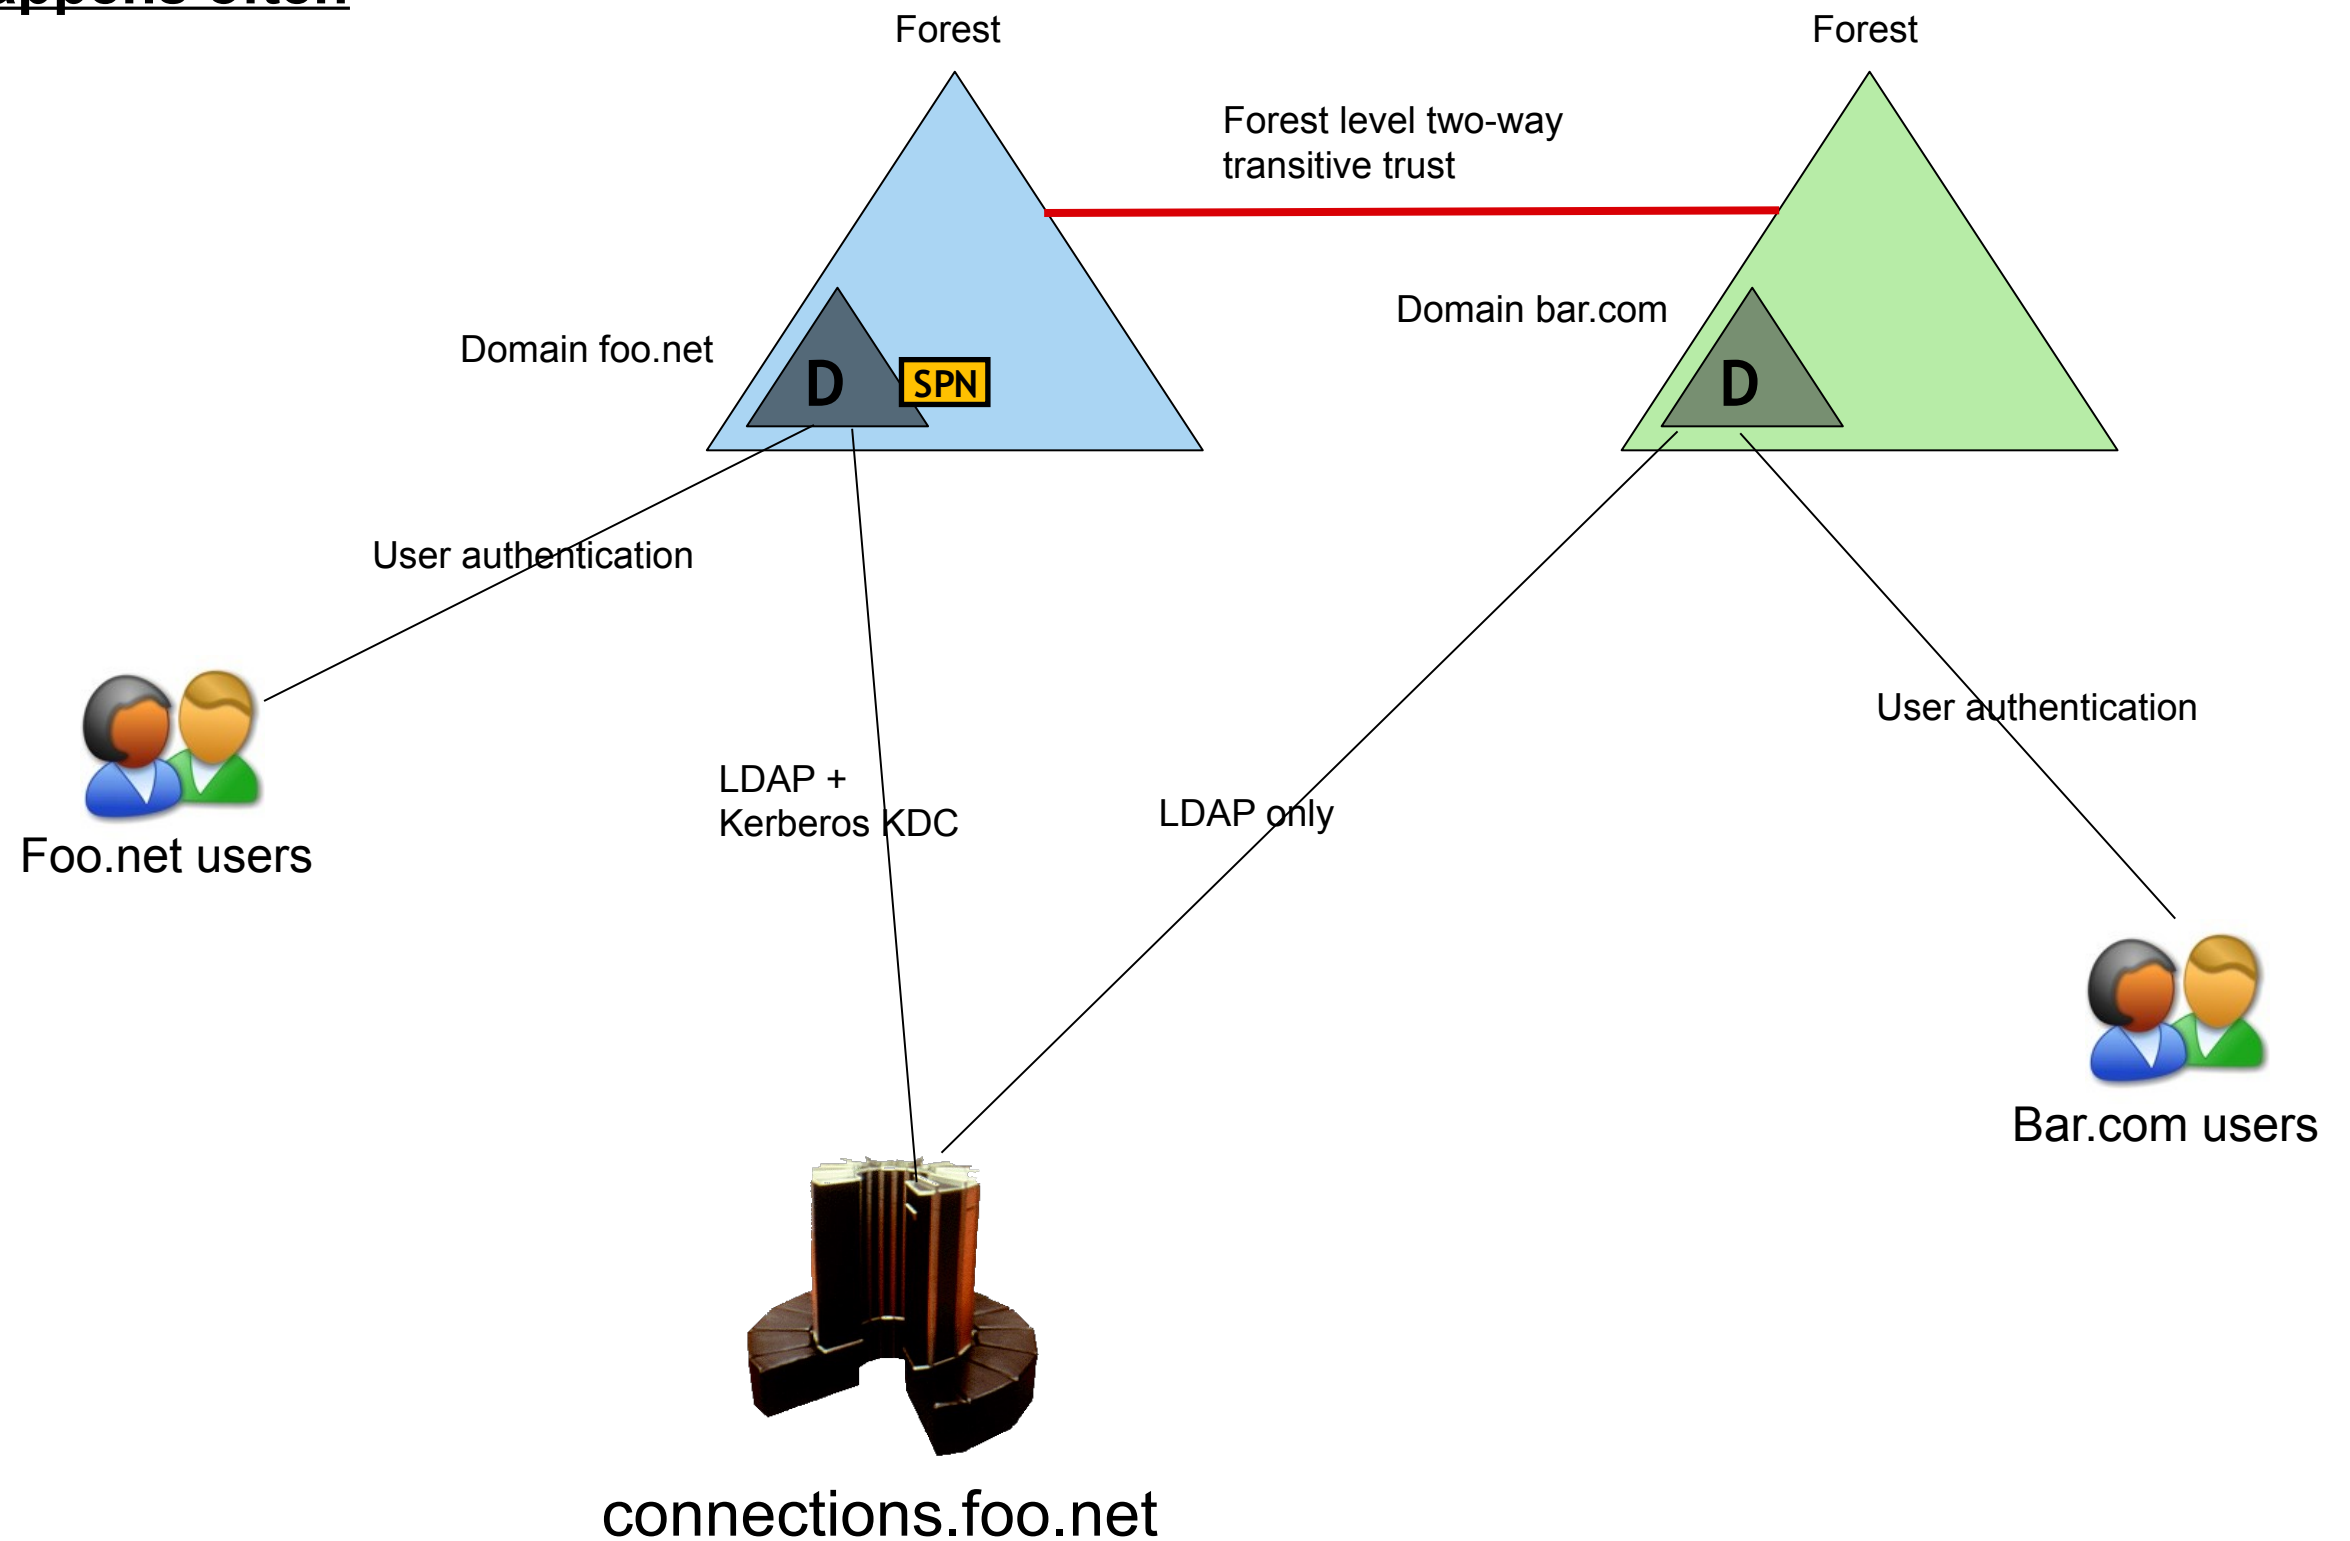 Forest
Forest
Forest level two-way
transitive trust
Domain bar.com
Domain foo.net
D
SPN
D
User authentication
User authentication
LDAP +
Kerberos KDC
LDAP only
Foo.net users
Bar.com users
connections.foo.net